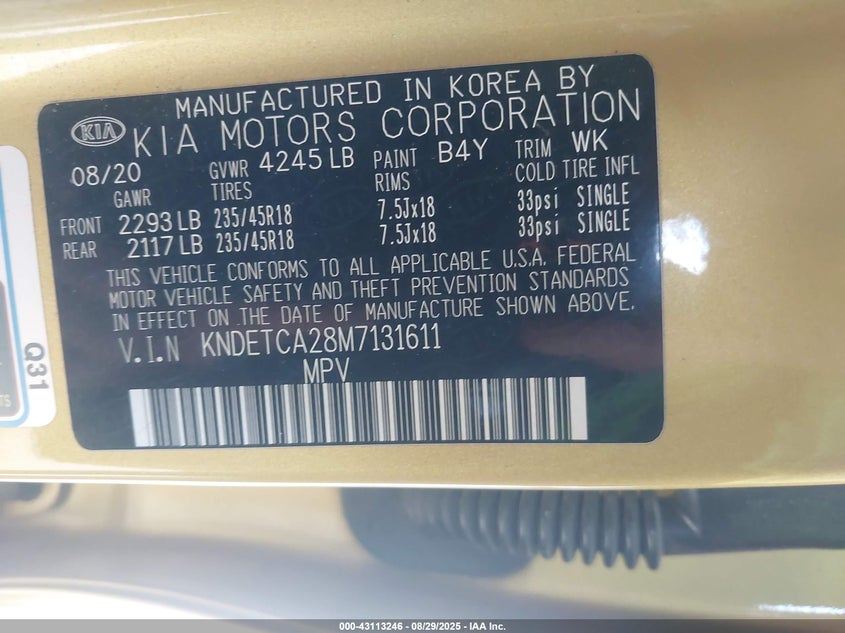 MANUFACTURED IN KOREA BY
KIA KIA MOTORS CORPORATION
08/20 GVWR 4245 LB PAINT B4Y TRIM WK
GAWR TIRES RIMS COLD TIRE INFL
FRONT 2293 LB 235/45R18 7.5Jx18 33psi SINGLE
REAR 2117 LB 235/45R18 7.5Jx18 33psi SINGLE
THIS VEHICLE CONFORMS TO ALL APPLICABLE U.S.A. FEDERAL
MOTOR VEHICLE SAFETY AND THEFT PREVENTION STANDARDS
IN EFFECT ON THE DATE OF MANUFACTURE SHOWN ABOVE.
V.I.N KNDETCA28M7131611
MPV
Q31
000-43113246 - 08/29/2025 - IAA Inc.